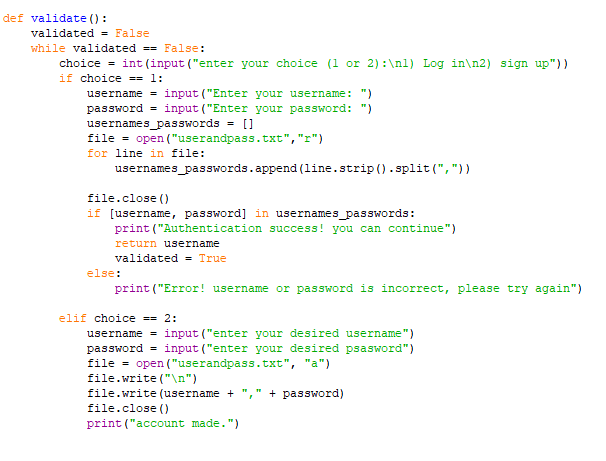 def validate():
    validated = False
    while validated == False:
        choice = int(input("enter your choice (1 or 2):\n1) Log in\n2) sign up"))
        if choice == 1:
            username = input("Enter your username: ")
            password = input("Enter your password: ")
            usernames_passwords = []
            file = open("userandpass.txt","r")
            for line in file:
                usernames_passwords.append(line.strip().split(","))

            file.close()
            if [username, password] in usernames_passwords:
                print("Authentication success! you can continue")
                return username
                validated = True
            else:
                print("Error! username or password is incorrect, please try again")

        elif choice == 2:
            username = input("enter your desired username")
            password = input("enter your desired psasword")
            file = open("userandpass.txt", "a")
            file.write("\n")
            file.write(username + "," + password)
            file.close()
            print("account made.")